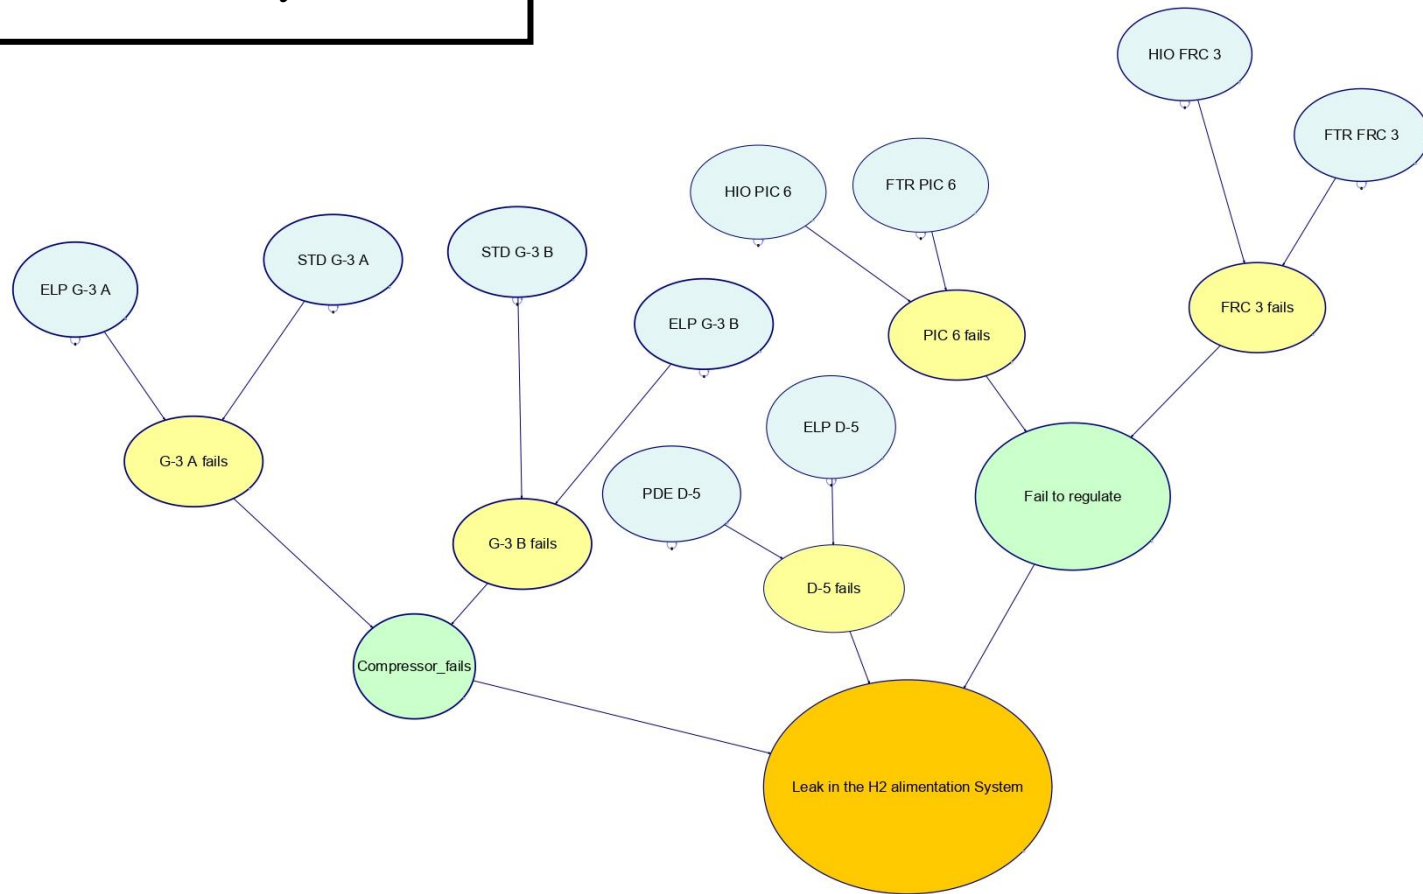 HIO FRC 3
FTR FRC 3
HIO PIC 6
FTR PIC 6
STD G-3 B
STD G-3 A
ELP G-3 A
FRC 3 fails
ELP G-3 B
PIC 6 fails
ELP D-5
G-3 A fails
PDE D-5
Fail to regulate
G-3 B fails
D-5 fails
Compressor_fails
Leak in the H2 alimentation System